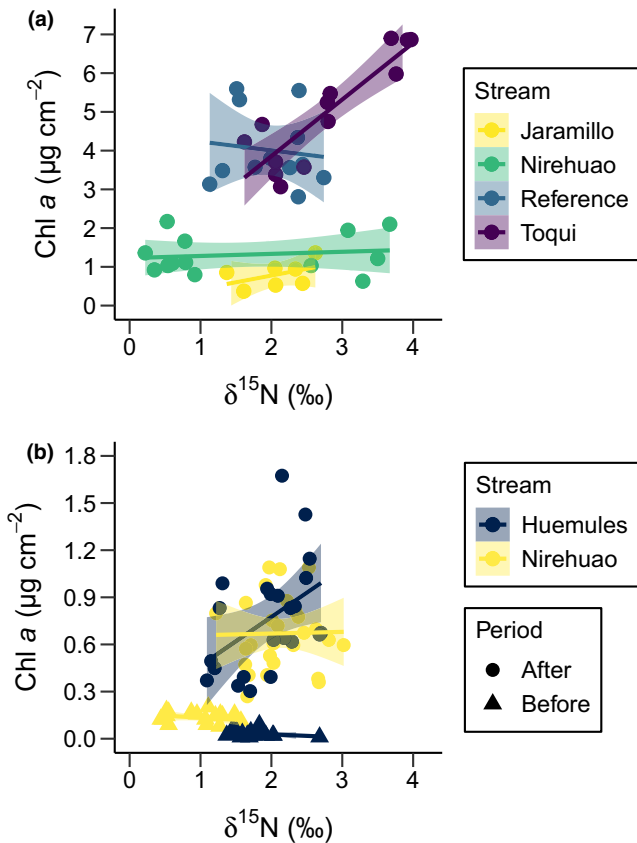 (a)
Chl a (µg cm⁻²)
7
6
5
4
3
2
1
0
0 1 2 3 4
δ¹⁵N (‰)
Stream
Jaramillo
Nirehuao
Reference
Toqui
(b)
Chl a (µg cm⁻²)
1.8
1.5
1.2
0.9
0.6
0.3
0.0
0 1 2 3 4
δ¹⁵N (‰)
Stream
Huemules
Nirehuao
Period
After
Before